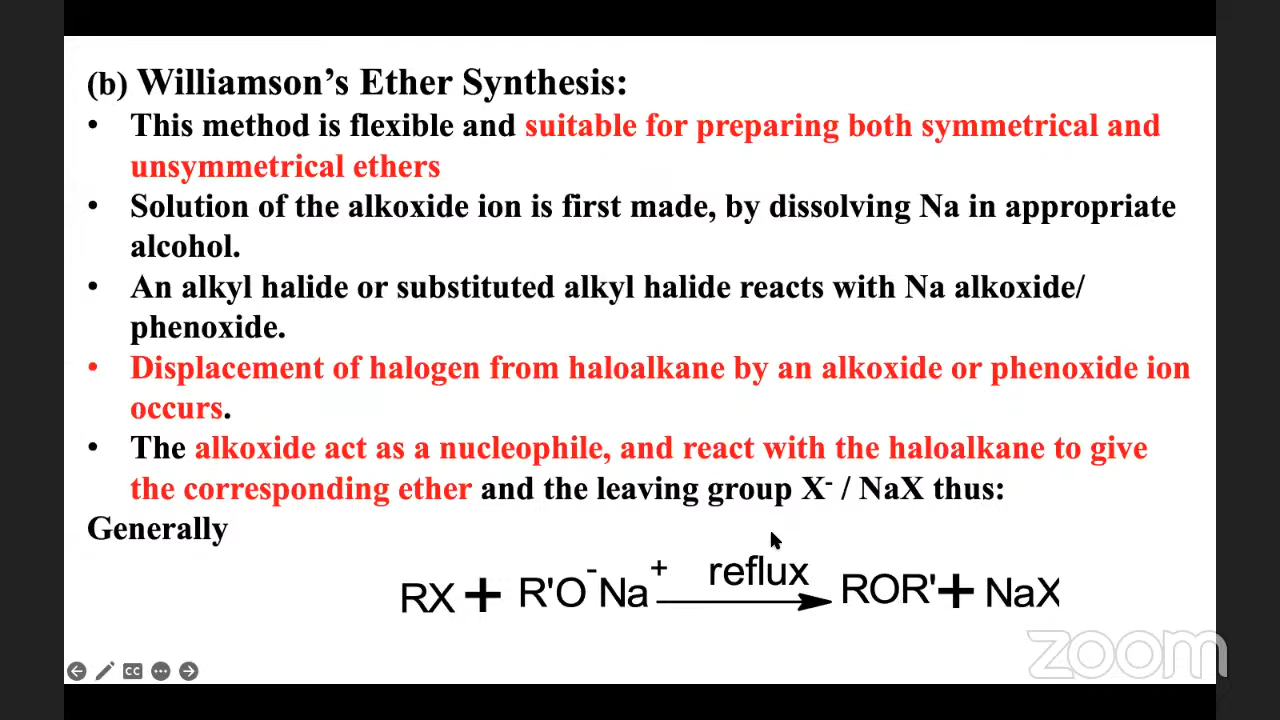 (b) Williamson's Ether Synthesis:
• This method is flexible and suitable for preparing both symmetrical and
unsymmetrical ethers
• Solution of the alkoxide ion is first made, by dissolving Na in appropriate
alcohol.
• An alkyl halide or substituted alkyl halide reacts with Na alkoxide/
phenoxide.
• Displacement of halogen from haloalkane by an alkoxide or phenoxide ion
occurs.
• The alkoxide act as a nucleophile, and react with the haloalkane to give
the corresponding ether and the leaving group X⁻ / NaX thus:
Generally
reflux
RX + R'O⁻Na⁺ → ROR' + NaX
zoom
CC